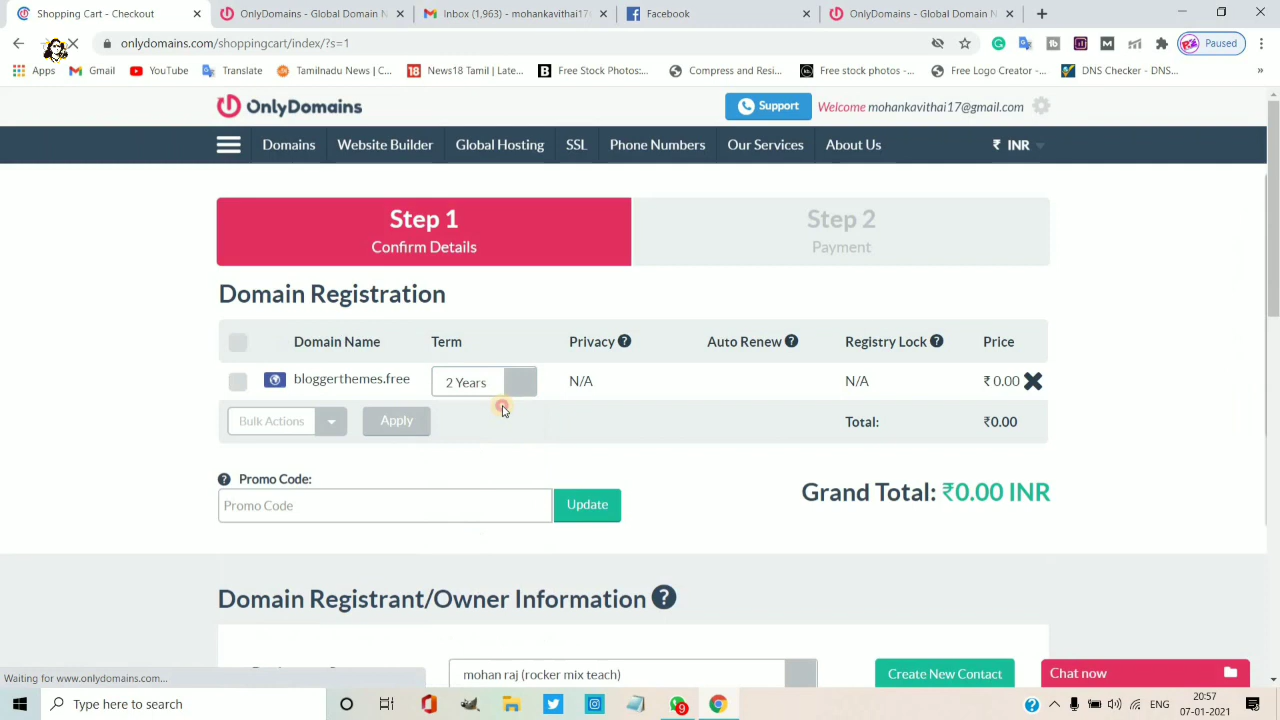 Shopping Cart - Checkout
OnlyDomains - Global Domain N
Inbox (1,963) - mohankavithai17
Facebook
OnlyDomains - Global Domain N
onlydomains.com/shoppingcart/index/?s=1
Paused
Apps
Gmail
YouTube
Translate
Tamilnadu News, C...
News18 Tamil | Late...
Free Stock Photos:...
Compress and Resi...
Free stock photos -...
Free Logo Creator -...
DNS Checker - DNS...
OnlyDomains
Support
Welcome mohankavithai17@gmail.com
Domains
Website Builder
Global Hosting
SSL
Phone Numbers
Our Services
About Us
₹ INR
Step 1
Confirm Details
Step 2
Payment
Domain Registration
Domain Name
Term
Privacy
Auto Renew
Registry Lock
Price
bloggerthemes.free
2 Years
N/A
N/A
₹ 0.00
Bulk Actions
Apply
Total:
₹0.00
Promo Code:
Promo Code
Update
Grand Total: ₹0.00 INR
Domain Registrant/Owner Information
mohan raj (rocker mix teach)
Create New Contact
Chat now
Waiting for www.onlydomains.com...
Type here to search
9
ENG
20:57
07-01-2021